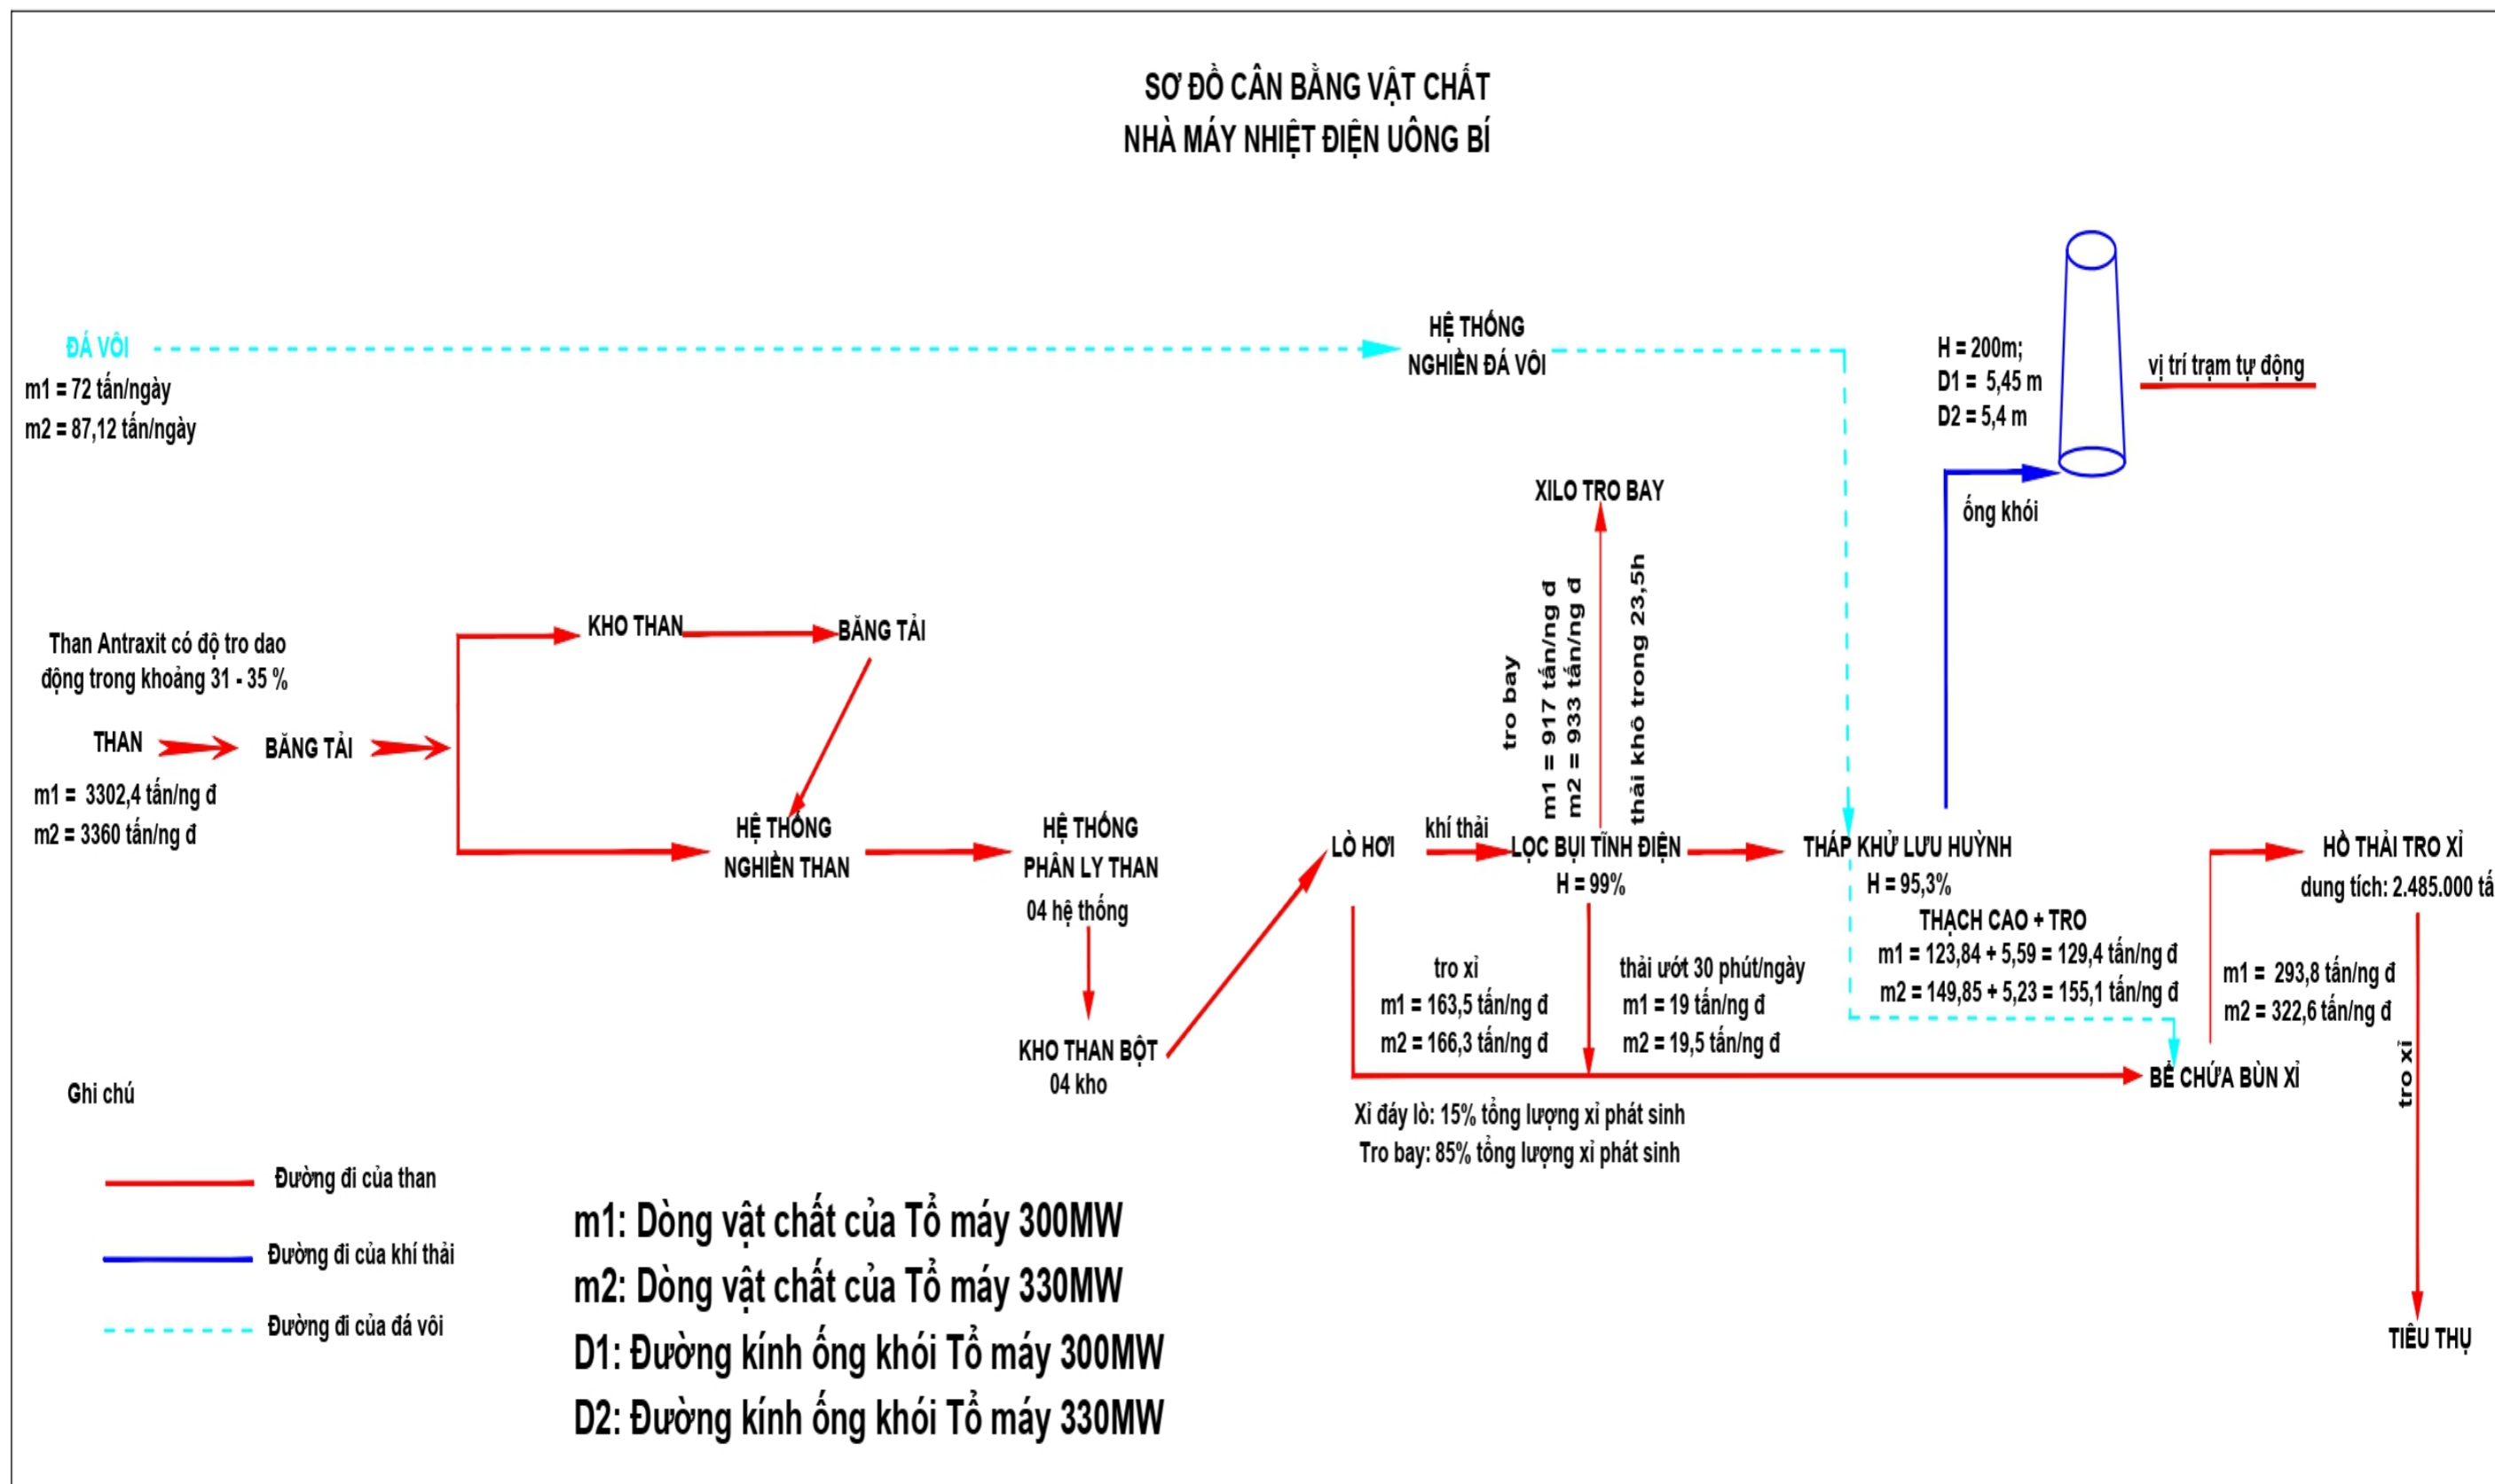 SƠ ĐỒ CÂN BẰNG VẬT CHẤT
NHÀ MÁY NHIỆT ĐIỆN UÔNG BÍ
ĐÁ VÔI
m1 = 72 tấn/ngày
m2 = 87,12 tấn/ngày
HỆ THỐNG
NGHIỀN ĐÁ VÔI
H = 200m;
D1 = 5,45 m
D2 = 5,4 m
vị trí trạm tự động
ống khói
XILO TRO BAY
tro bay
m1 = 917 tấn/ng đ
m2 = 933 tấn/ng đ
thải khô trong 23,5h
Than Antraxit có độ tro dao
động trong khoảng 31 - 35 %
THAN
m1 = 3302,4 tấn/ng đ
m2 = 3360 tấn/ng đ
BĂNG TẢI
KHO THAN
BĂNG TẢI
HỆ THỐNG
NGHIỀN THAN
HỆ THỐNG
PHÂN LY THAN
04 hệ thống
KHO THAN BỘT
04 kho
LÒ HƠI
khí thải
LỌC BỤI TĨNH ĐIỆN
H = 99%
THÁP KHỬ LƯU HUỲNH
H = 95,3%
THẠCH CAO + TRO
m1 = 123,84 + 5,59 = 129,4 tấn/ng đ
m2 = 149,85 + 5,23 = 155,1 tấn/ng đ
HỒ THẢI TRO XỈ
dung tích: 2.485.000 tấ
m1 = 293,8 tấn/ng đ
m2 = 322,6 tấn/ng đ
tro xỉ
m1 = 163,5 tấn/ng đ
m2 = 166,3 tấn/ng đ
thải ướt 30 phút/ngày
m1 = 19 tấn/ng đ
m2 = 19,5 tấn/ng đ
BỂ CHỨA BÙN XỈ
tro xỉ
Xỉ đáy lò: 15% tổng lượng xỉ phát sinh
Tro bay: 85% tổng lượng xỉ phát sinh
TIÊU THỤ
Ghi chú
Đường đi của than
Đường đi của khí thải
Đường đi của đá vôi
m1: Dòng vật chất của Tổ máy 300MW
m2: Dòng vật chất của Tổ máy 330MW
D1: Đường kính ống khói Tổ máy 300MW
D2: Đường kính ống khói Tổ máy 330MW